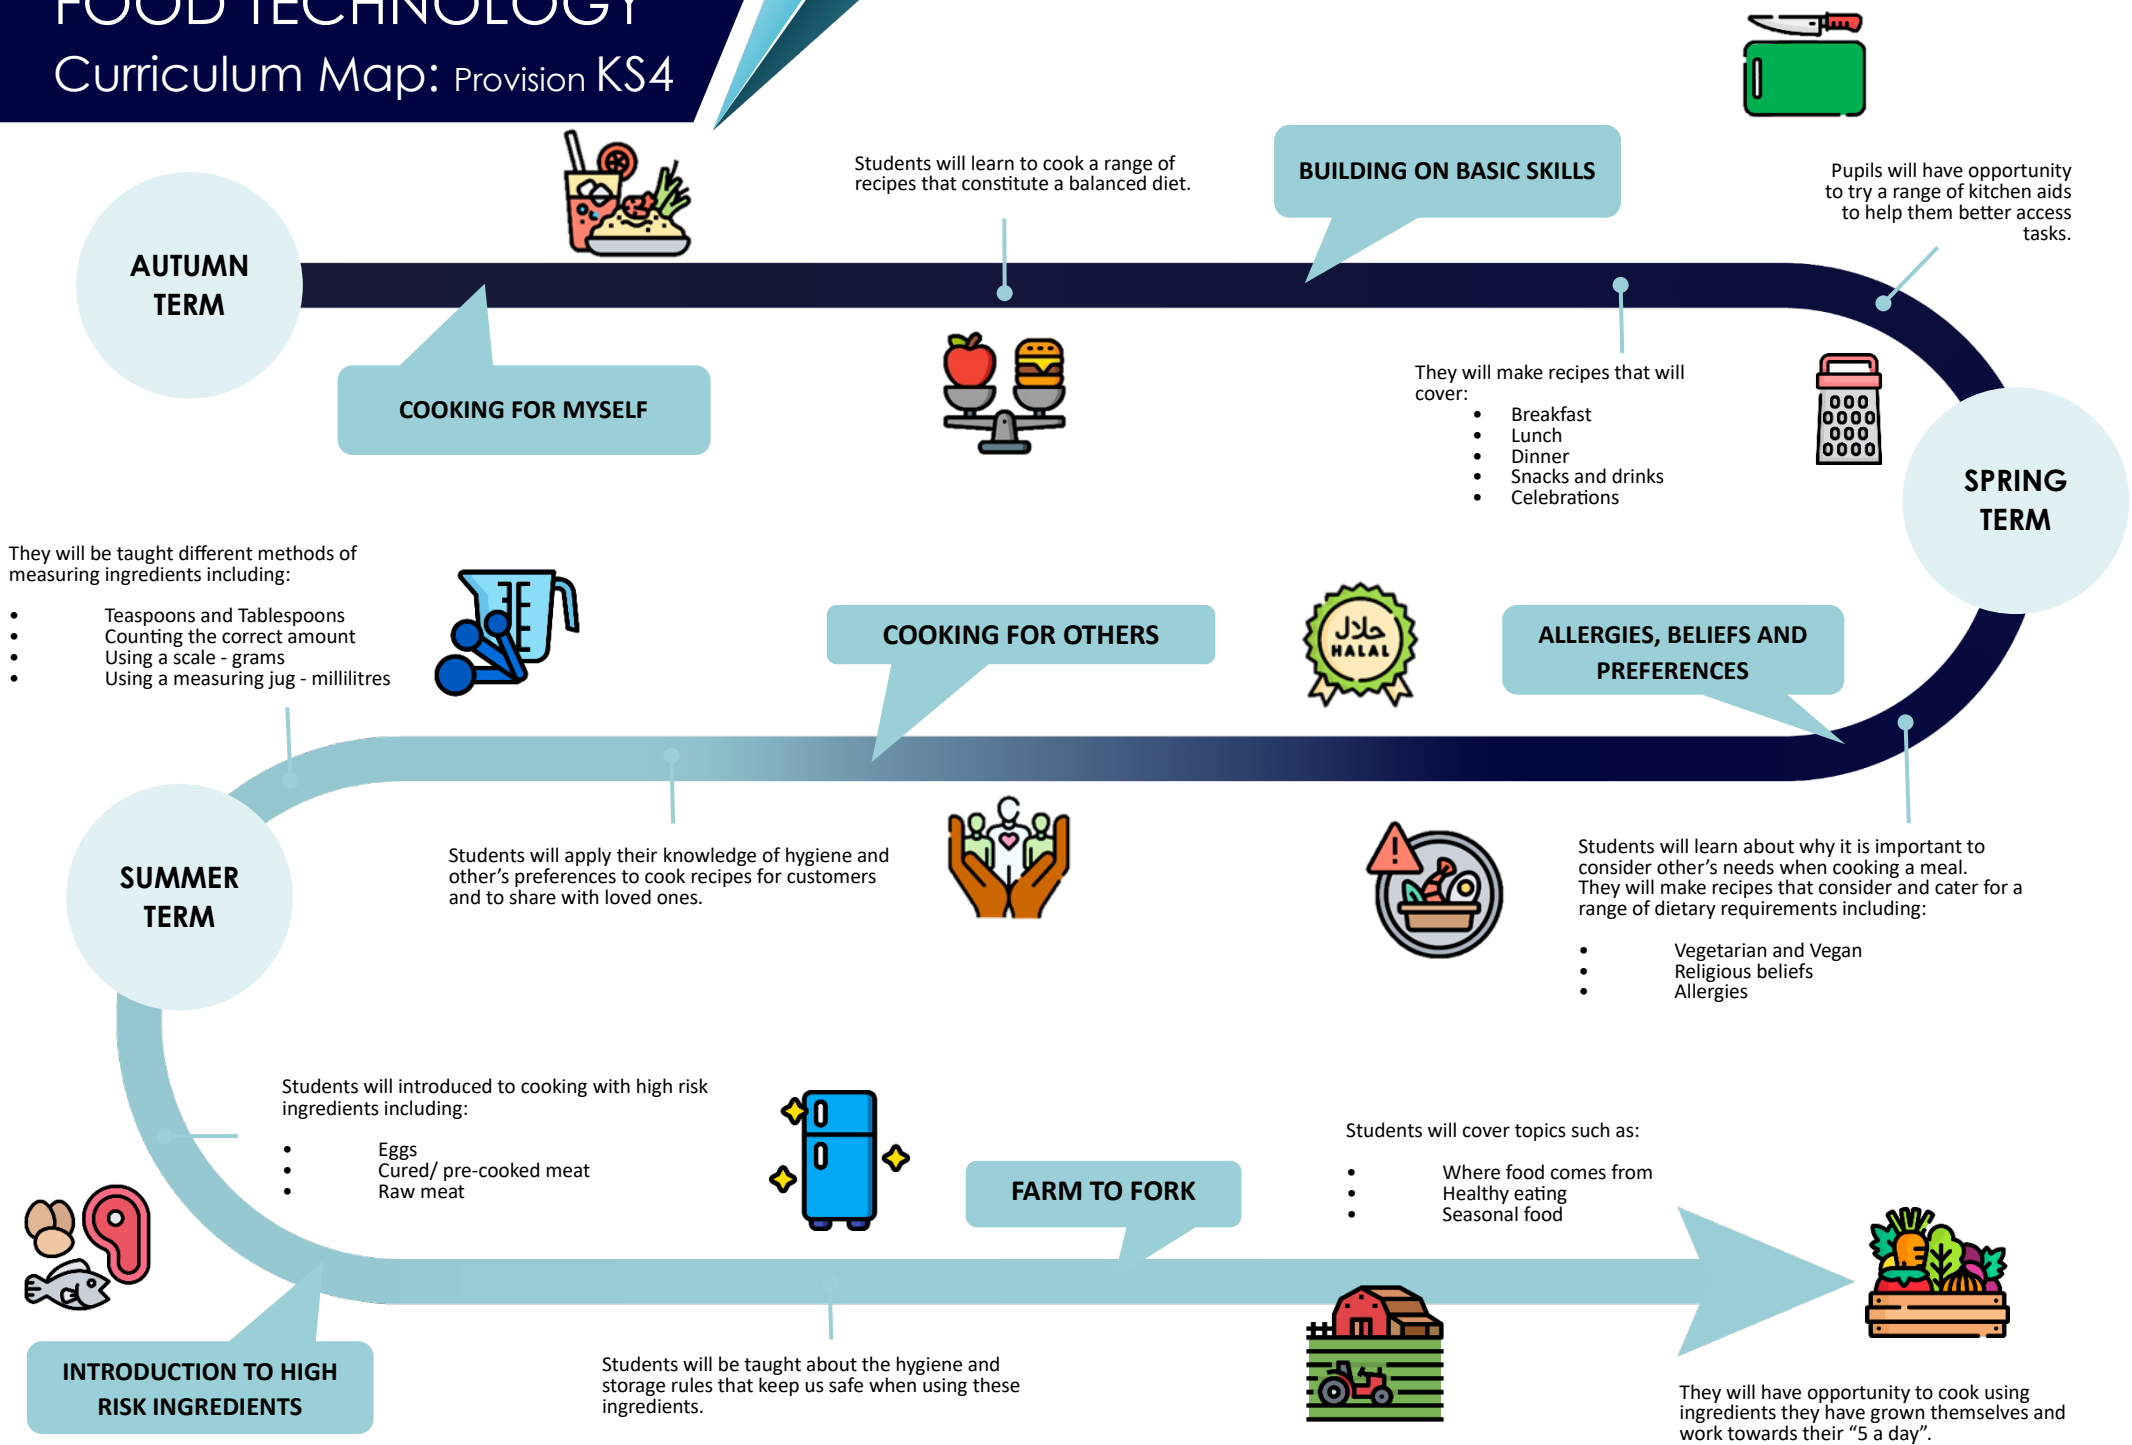 FOOD TECHNOLOGY
Curriculum Map: Provision KS4
AUTUMN
TERM
COOKING FOR MYSELF
Students will learn to cook a range of
recipes that constitute a balanced diet.
BUILDING ON BASIC SKILLS
They will make recipes that will
cover:
• Breakfast
• Lunch
• Dinner
• Snacks and drinks
• Celebrations
Pupils will have opportunity
to try a range of kitchen aids
to help them better access
tasks.
SPRING
TERM
ALLERGIES, BELIEFS AND
PREFERENCES
حلال
HALAL
Students will learn about why it is important to
consider other's needs when cooking a meal.
They will make recipes that consider and cater for a
range of dietary requirements including:
• Vegetarian and Vegan
• Religious beliefs
• Allergies
COOKING FOR OTHERS
Students will apply their knowledge of hygiene and
other's preferences to cook recipes for customers
and to share with loved ones.
They will be taught different methods of
measuring ingredients including:
• Teaspoons and Tablespoons
• Counting the correct amount
• Using a scale - grams
• Using a measuring jug - millilitres
SUMMER
TERM
Students will introduced to cooking with high risk
ingredients including:
• Eggs
• Cured/ pre-cooked meat
• Raw meat
INTRODUCTION TO HIGH
RISK INGREDIENTS
Students will be taught about the hygiene and
storage rules that keep us safe when using these
ingredients.
FARM TO FORK
Students will cover topics such as:
• Where food comes from
• Healthy eating
• Seasonal food
They will have opportunity to cook using
ingredients they have grown themselves and
work towards their "5 a day".